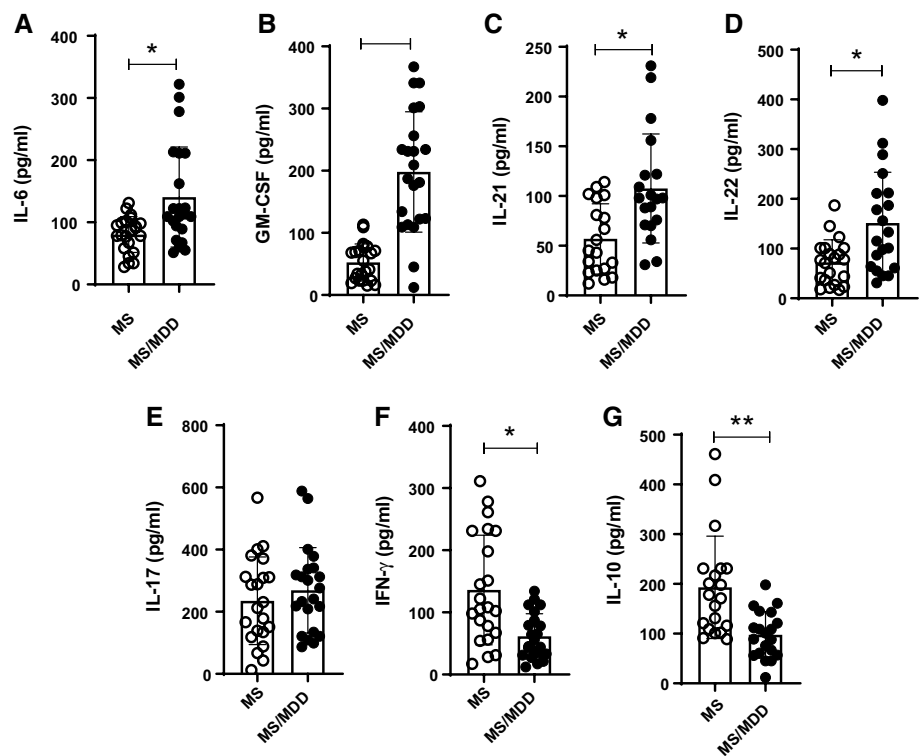 A
IL-6 (pg/ml)
400
300
200
100
0
*
MS
MS/MDD
B
GM-CSF (pg/ml)
400
300
200
100
0
MS
MS/MDD
C
IL-21 (pg/ml)
250
200
150
100
50
0
*
MS
MS/MDD
D
IL-22 (pg/ml)
500
400
300
200
100
0
*
MS
MS/MDD
E
IL-17 (pg/ml)
800
600
400
200
0
MS
MS/MDD
F
IFN-γ (pg/ml)
400
300
200
100
0
*
MS
MS/MDD
G
IL-10 (pg/ml)
500
400
300
200
100
0
**
MS
MS/MDD